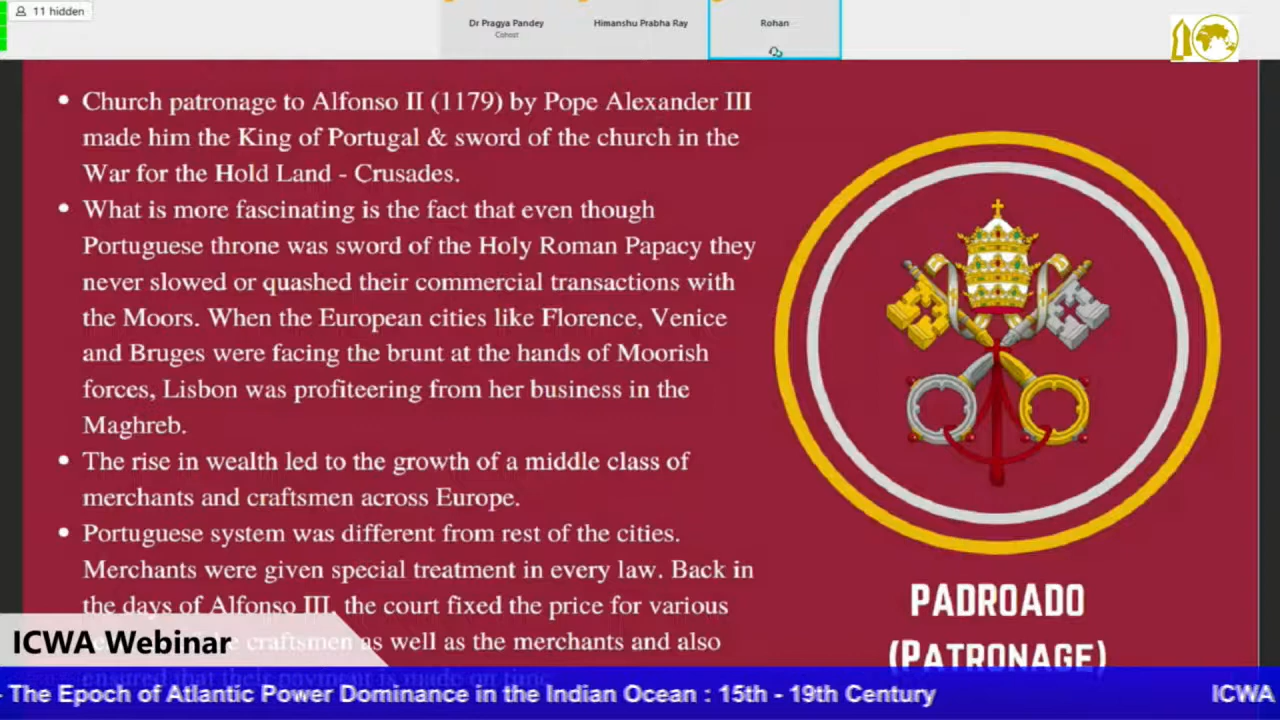 11 hidden
Dr Pragya Pandey
Cohost
Himanshu Prabha Ray
Rohan
• Church patronage to Alfonso II (1179) by Pope Alexander III
made him the King of Portugal & sword of the church in the
War for the Hold Land - Crusades.
• What is more fascinating is the fact that even though
Portuguese throne was sword of the Holy Roman Papacy they
never slowed or quashed their commercial transactions with
the Moors. When the European cities like Florence, Venice
and Bruges were facing the brunt at the hands of Moorish
forces, Lisbon was profiteering from her business in the
Maghreb.
• The rise in wealth led to the growth of a middle class of
merchants and craftsmen across Europe.
• Portuguese system was different from rest of the cities.
Merchants were given special treatment in every law. Back in
the days of Alfonso III, the court fixed the price for various
craftsmen as well as the merchants and also
ensured that their payment is made on time
PADROADO
(PATRONAGE)
ICWA Webinar
- The Epoch of Atlantic Power Dominance in the Indian Ocean : 15th - 19th Century
ICWA